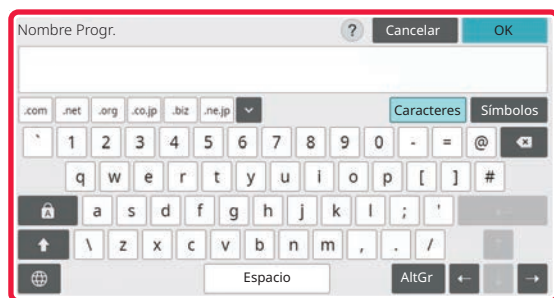 Nombre Progr. ? Cancelar OK
.com .net .org .co.jp .biz .ne.jp Caracteres Símbolos
` 1 2 3 4 5 6 7 8 9 0 - = @
q w e r t y u i o p [ ] #
A a s d f g h j k l ; '
\ z x c v b n m , . /
Espacio AltGr